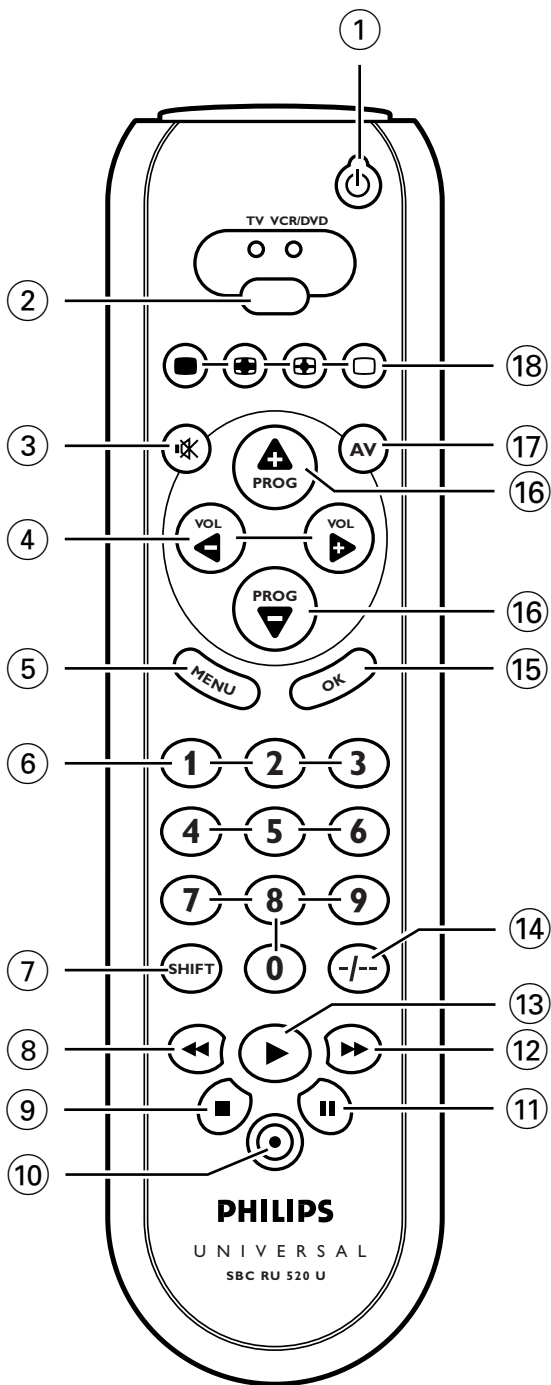 1
TV VCR/DVD
2
18
3
AV
17
+
PROG
16
4
VOL
-
VOL
+
PROG
-
16
5
MENU
OK
15
6
1 2 3
4 5 6
7 8 9
14
7
SHIFT
0
-/--
13
8
12
9
11
10
PHILIPS
UNIVERSAL
SBC RU 520 U